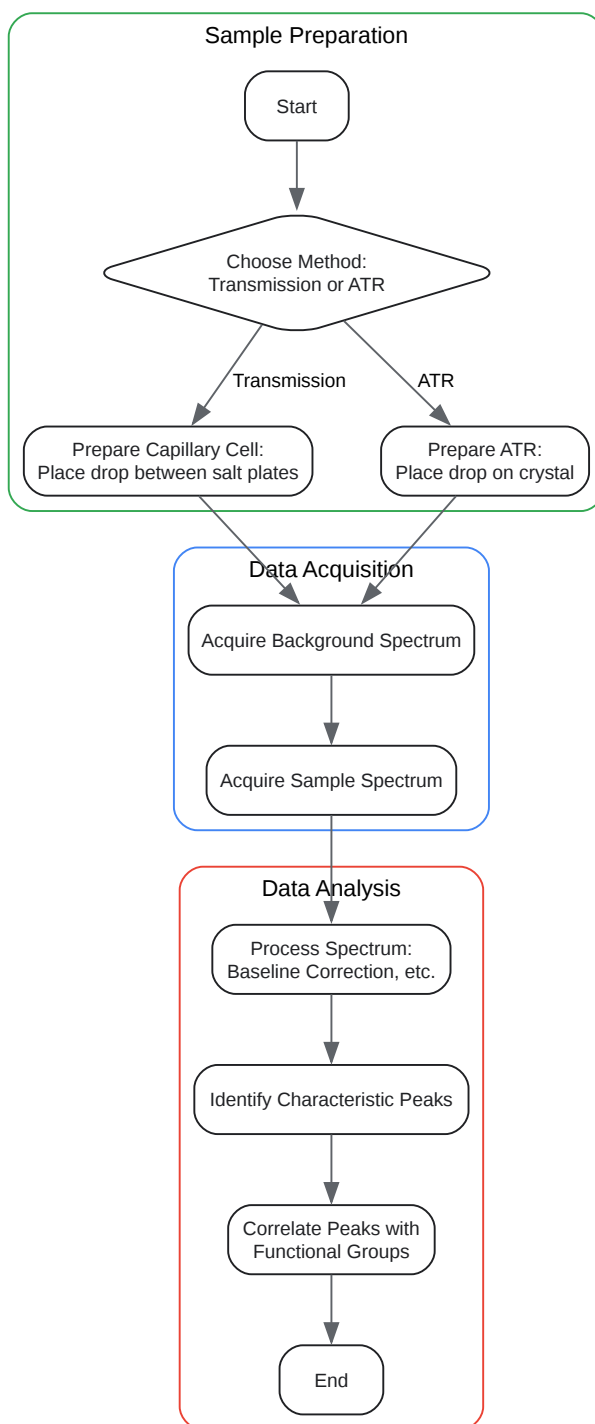 Sample Preparation
Start
Choose Method:
Transmission or ATR
Transmission
ATR
Prepare Capillary Cell:
Place drop between salt plates
Prepare ATR:
Place drop on crystal
Data Acquisition
Acquire Background Spectrum
Acquire Sample Spectrum
Data Analysis
Process Spectrum:
Baseline Correction, etc.
Identify Characteristic Peaks
Correlate Peaks with
Functional Groups
End